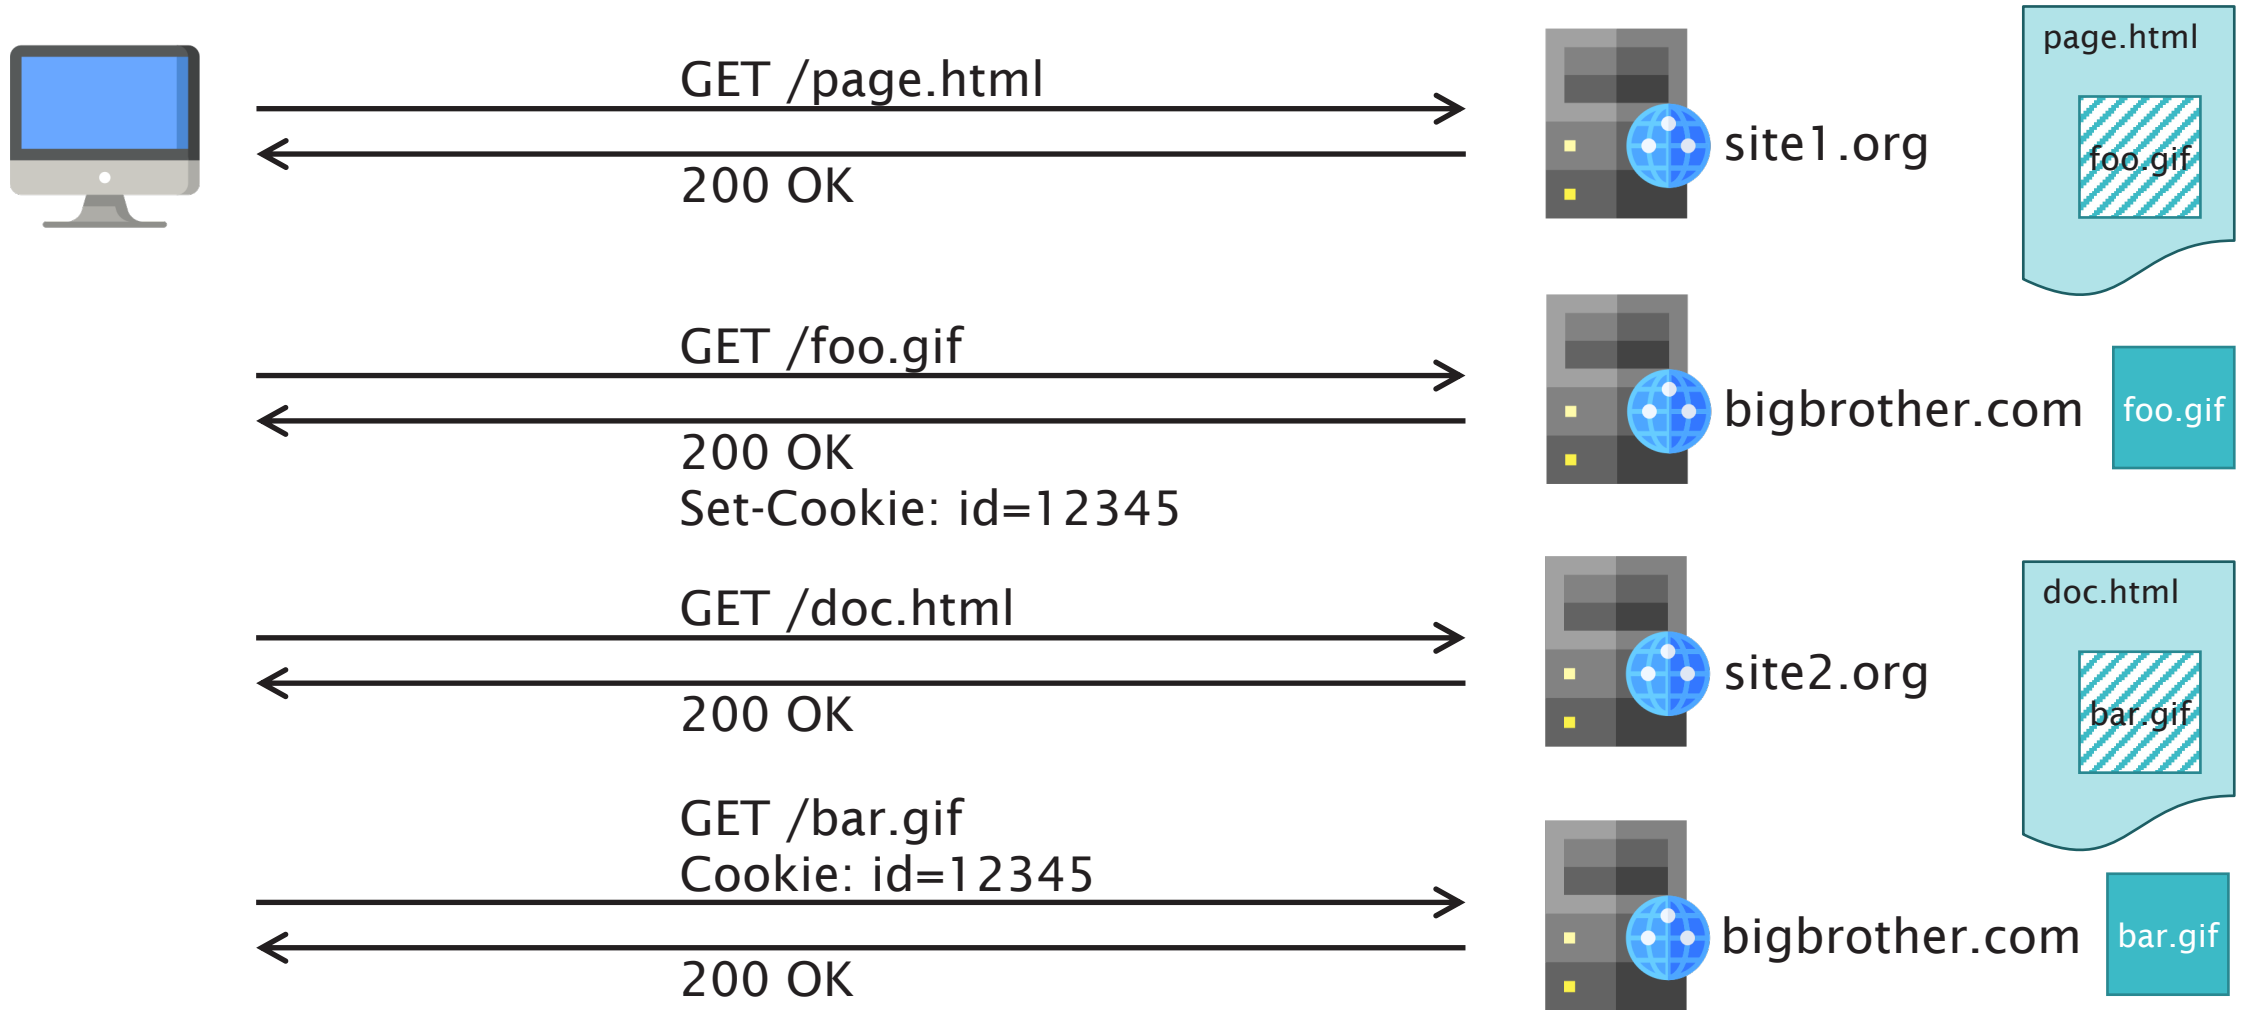 GET /page.html
200 OK
site1.org
page.html
foo.gif
GET /foo.gif
200 OK
Set-Cookie: id=12345
bigbrother.com
foo.gif
GET /doc.html
200 OK
site2.org
doc.html
bar.gif
GET /bar.gif
Cookie: id=12345
200 OK
bigbrother.com
bar.gif